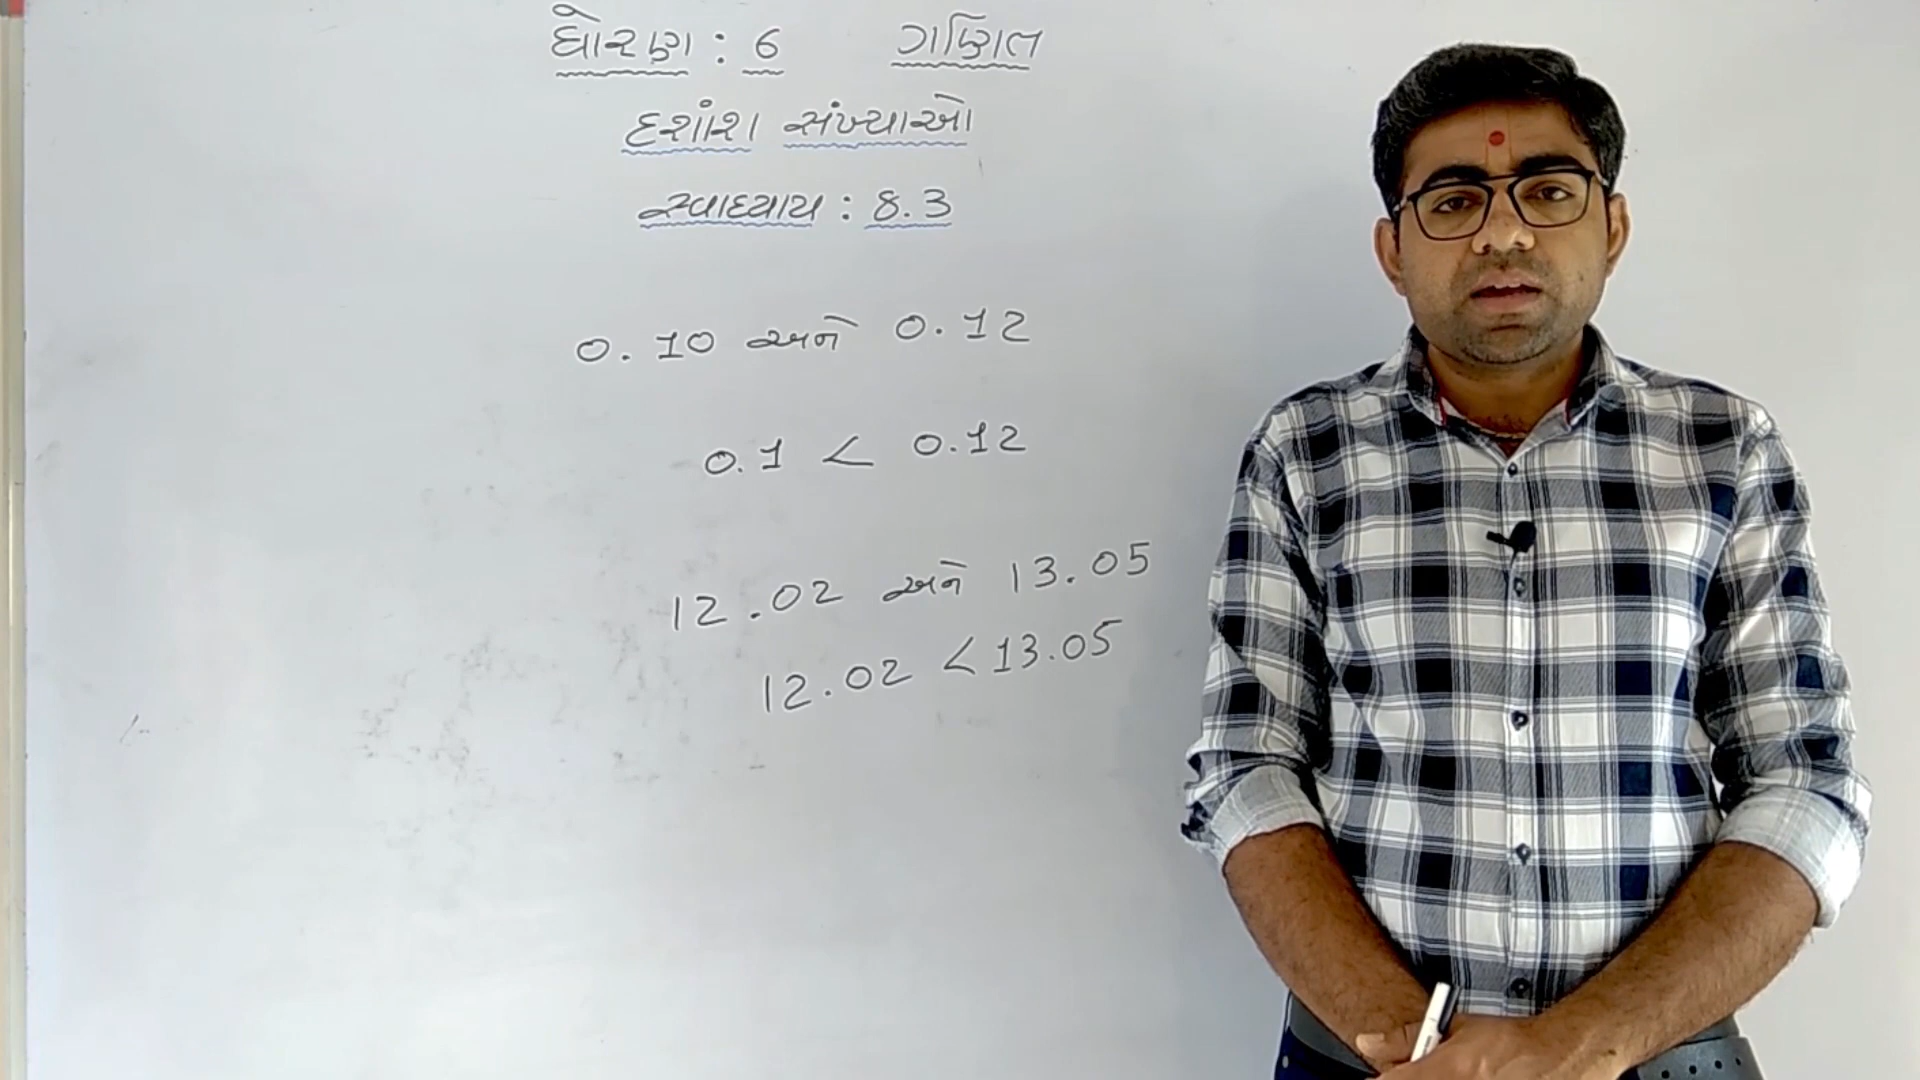 ધોરણ : 6 ગણિત
દશાંશ સંખ્યાઓ
સ્વાધ્યાય : 8.3
0.10 અને 0.12
0.1 < 0.12
12.02 અને 13.05
12.02 < 13.05